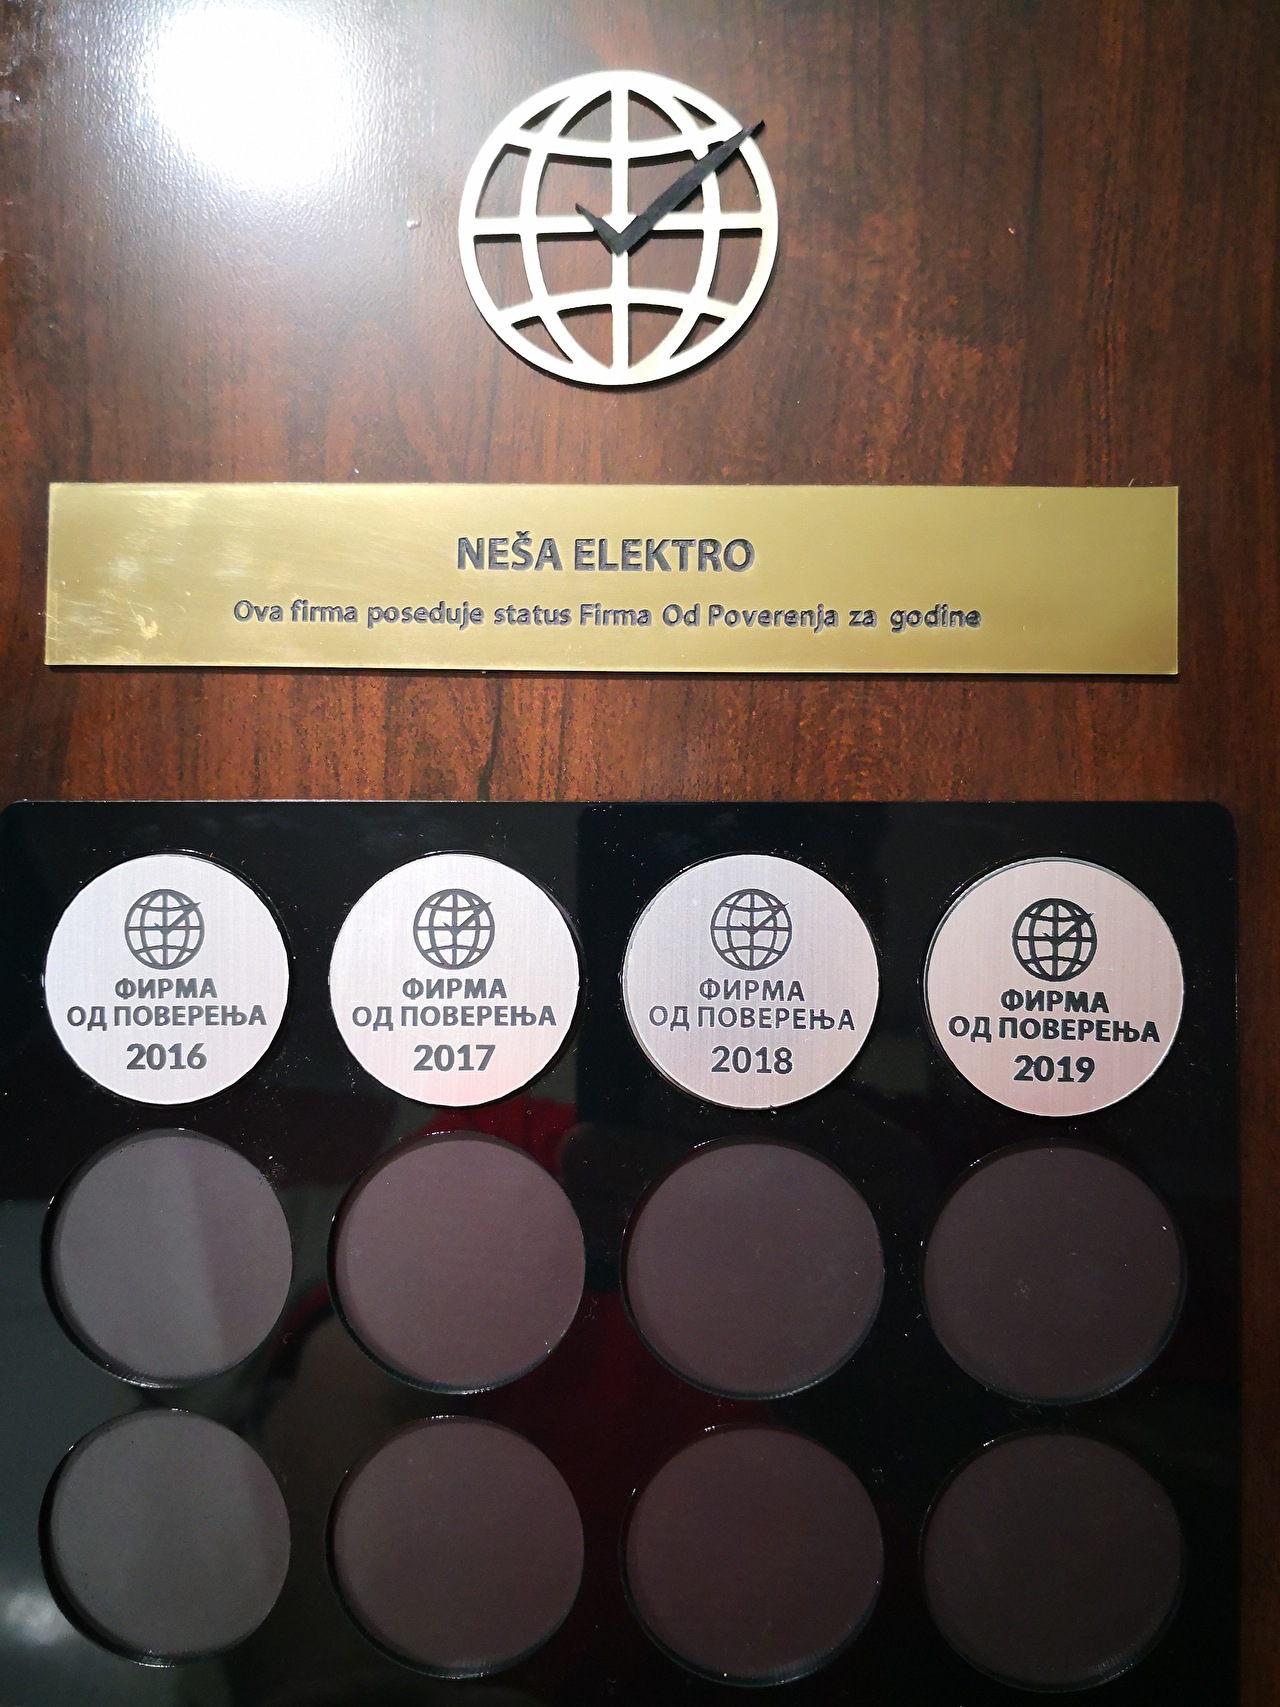 NEŠA ELEKTRO
Ova firma poseduje status Firma Od Poverenja za godine
ФИРМА
ОД ПОВЕРЕЊА
2016
ФИРМА
ОД ПОВЕРЕЊА
2017
ФИРМА
ОД ПОВЕРЕЊА
2018
ФИРМА
ОД ПОВЕРЕЊА
2019